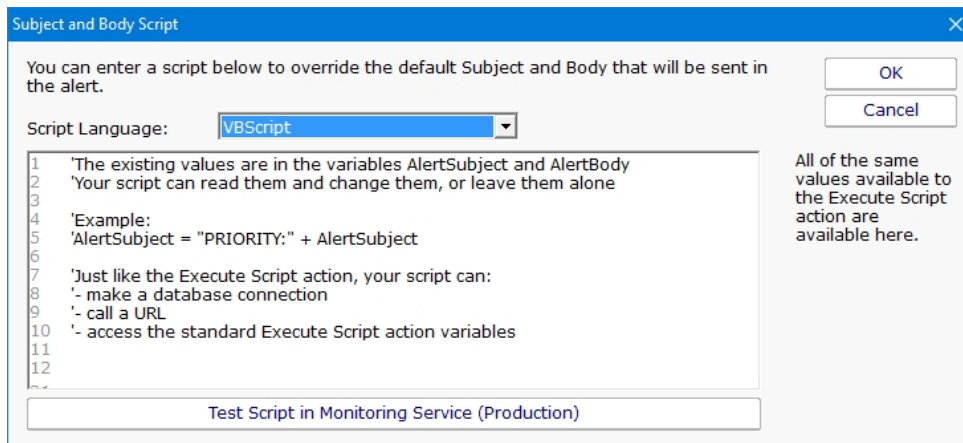 Subject and Body Script
You can enter a script below to override the default Subject and Body that will be sent in
the alert.
OK
Cancel
Script Language: VBScript
1 'The existing values are in the variables AlertSubject and AlertBody
2 'Your script can read them and change them, or leave them alone
3
4 'Example:
5 'AlertSubject = "PRIORITY:" + AlertSubject
6
7 'Just like the Execute Script action, your script can:
8 '- make a database connection
9 '- call a URL
10 '- access the standard Execute Script action variables
11
12
All of the same
values available to
the Execute Script
action are
available here.
Test Script in Monitoring Service (Production)